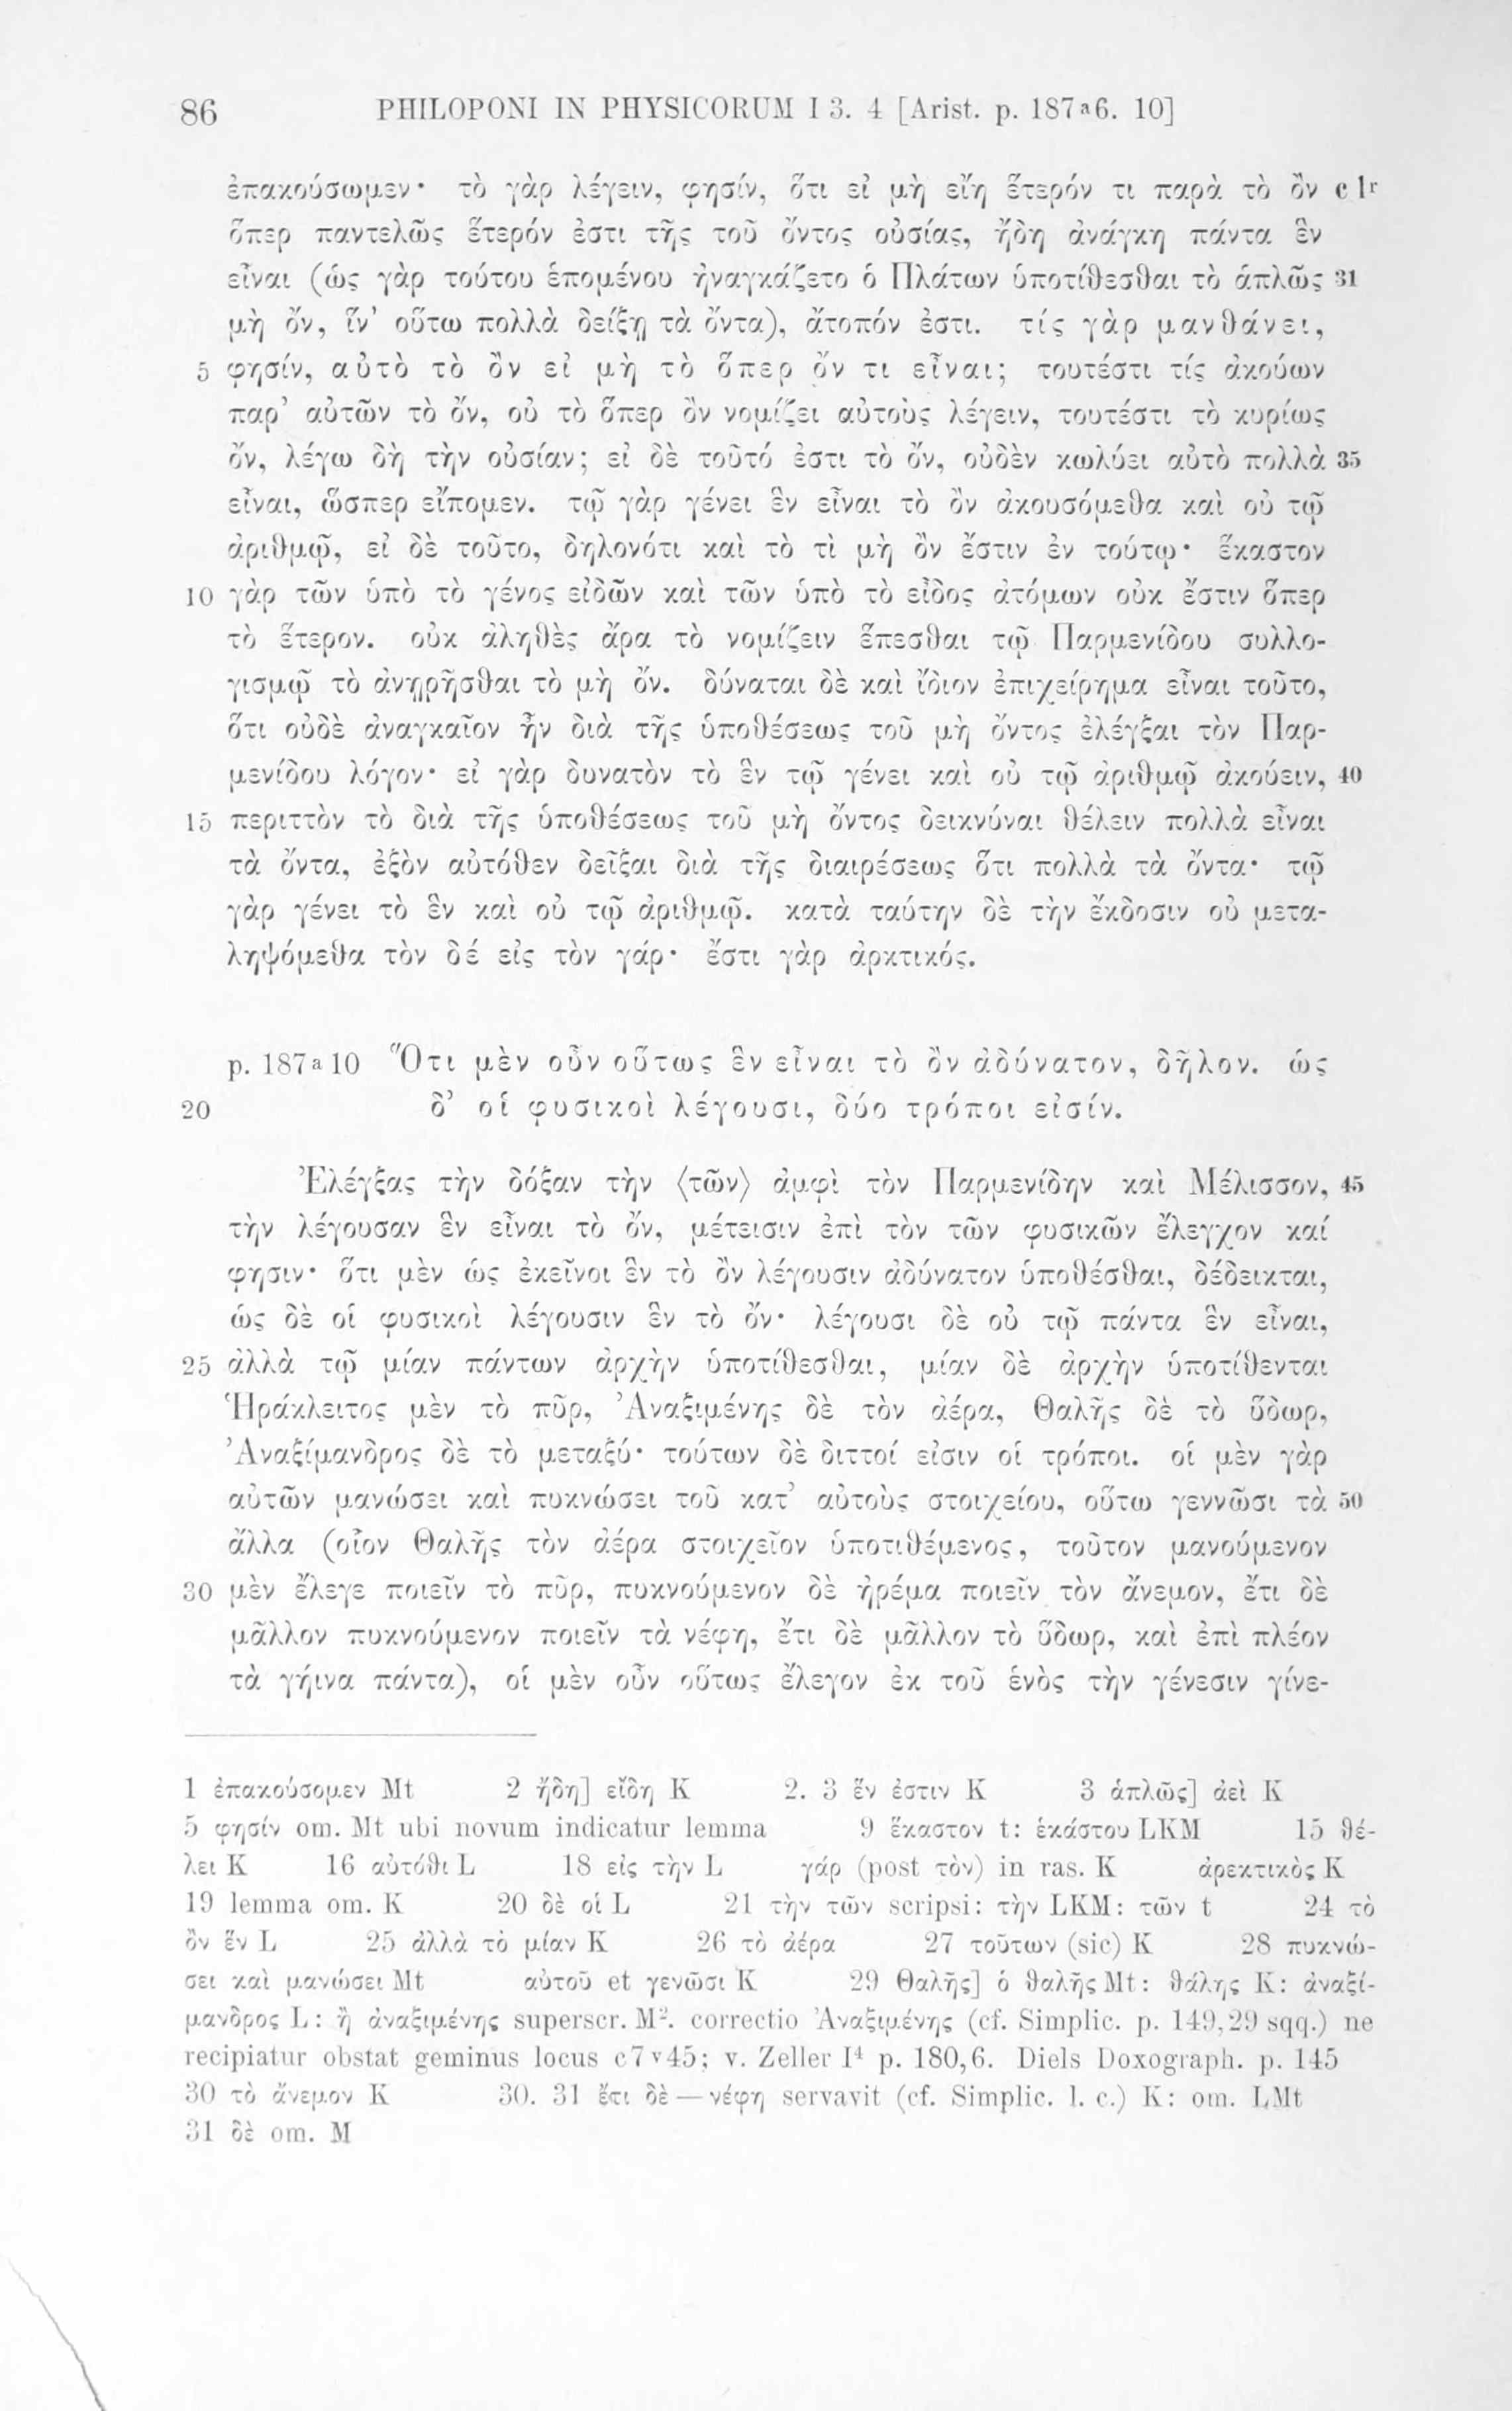 86 PHILOPONI IN PHYSICORUM I 3. 4 [Arist. p. 187ᵃ6. 10]
ἐπακούσωμεν· τὸ γὰρ λέγειν, φησίν, ὅτι εἰ μὴ εἴη ἕτερόν τι παρὰ τὸ ὂν c 1ʳ
ὅπερ παντελῶς ἕτερόν ἐστι τῆς τοῦ ὄντος οὐσίας, ἤδη ἀνάγκη πάντα ἓν
εἶναι (ὡς γὰρ τούτου ἑπομένου ἠναγκάζετο ὁ Πλάτων ὑποτίθεσθαι τὸ ἁπλῶς 31
μὴ ὄν, ἵν’ οὕτω πολλὰ δείξῃ τὰ ὄντα), ἄτοπόν ἐστι. τίς γὰρ μανθάνει,
5 φησίν, αὐτὸ τὸ ὂν εἰ μὴ τὸ ὅπερ ὄν τι εἶναι; τουτέστι τίς ἀκούων
παρ’ αὐτῶν τὸ ὄν, οὐ τὸ ὅπερ ὂν νομίζει αὐτοὺς λέγειν, τουτέστι τὸ κυρίως
ὄν, λέγω δὴ τὴν οὐσίαν; εἰ δὲ τοῦτό ἐστι τὸ ὄν, οὐδὲν κωλύει αὐτὸ πολλὰ 35
εἶναι, ὥσπερ εἴπομεν. τῷ γὰρ γένει ἓν εἶναι τὸ ὂν ἀκουσόμεθα καὶ οὐ τῷ
ἀριθμῷ, εἰ δὲ τοῦτο, δηλονότι καὶ τὸ τὶ μὴ ὂν ἔστιν ἐν τούτῳ· ἕκαστον
10 γὰρ τῶν ὑπὸ τὸ γένος εἰδῶν καὶ τῶν ὑπὸ τὸ εἶδος ἀτόμων οὐκ ἔστιν ὅπερ
τὸ ἕτερον. οὐκ ἀληθὲς ἄρα τὸ νομίζειν ἕπεσθαι τῷ Παρμενίδου συλλο-
γισμῷ τὸ ἀνῃρῆσθαι τὸ μὴ ὄν. δύναται δὲ καὶ ἴδιον ἐπιχείρημα εἶναι τοῦτο,
ὅτι οὐδὲ ἀναγκαῖον ἦν διὰ τῆς ὑποθέσεως τοῦ μὴ ὄντος ἐλέγξαι τὸν Παρ-
μενίδου λόγον· εἰ γὰρ δυνατὸν τὸ ἓν τῷ γένει καὶ οὐ τῷ ἀριθμῷ ἀκούειν, 40
15 περιττὸν τὸ διὰ τῆς ὑποθέσεως τοῦ μὴ ὄντος δεικνύναι θέλειν πολλὰ εἶναι
τὰ ὄντα, ἐξὸν αὐτόθεν δεῖξαι διὰ τῆς διαιρέσεως ὅτι πολλὰ τὰ ὄντα· τῷ
γὰρ γένει τὸ ἓν καὶ οὐ τῷ ἀριθμῷ. κατὰ ταύτην δὲ τὴν ἔκδοσιν οὐ μετα-
ληψόμεθα τὸν δέ εἰς τὸν γάρ· ἔστι γὰρ ἀρκτικός.
p. 187ᵃ10 Ὅτι μὲν οὖν οὕτως ἓν εἶναι τὸ ὂν ἀδύνατον, δῆλον. ὡς
20 δ’ οἱ φυσικοὶ λέγουσι, δύο τρόποι εἰσίν.
Ἐλέγξας τὴν δόξαν τὴν ⟨τῶν⟩ ἀμφὶ τὸν Παρμενίδην καὶ Μέλισσον, 45
τὴν λέγουσαν ἓν εἶναι τὸ ὄν, μέτεισιν ἐπὶ τὸν τῶν φυσικῶν ἔλεγχον καί
φησιν· ὅτι μὲν ὡς ἐκεῖνοι ἓν τὸ ὂν λέγουσιν ἀδύνατον ὑποθέσθαι, δέδεικται,
ὡς δὲ οἱ φυσικοὶ λέγουσιν ἓν τὸ ὄν· λέγουσι δὲ οὐ τῷ πάντα ἓν εἶναι,
25 ἀλλὰ τῷ μίαν πάντων ἀρχὴν ὑποτίθεσθαι, μίαν δὲ ἀρχὴν ὑποτίθενται
Ἡράκλειτος μὲν τὸ πῦρ, Ἀναξιμένης δὲ τὸν ἀέρα, Θαλῆς δὲ τὸ ὕδωρ,
Ἀναξίμανδρος δὲ τὸ μεταξύ· τούτων δὲ διττοί εἰσιν οἱ τρόποι. οἱ μὲν γὰρ
αὐτῶν μανώσει καὶ πυκνώσει τοῦ κατ’ αὐτοὺς στοιχείου, οὕτω γεννῶσι τὰ 50
ἄλλα (οἷον Θαλῆς τὸν ἀέρα στοιχεῖον ὑποτιθέμενος, τοῦτον μανούμενον
30 μὲν ἔλεγε ποιεῖν τὸ πῦρ, πυκνούμενον δὲ ἠρέμα ποιεῖν τὸν ἄνεμον, ἔτι δὲ
μᾶλλον πυκνούμενον ποιεῖν τὰ νέφη, ἔτι δὲ μᾶλλον τὸ ὕδωρ, καὶ ἐπὶ πλέον
τὰ γήινα πάντα), οἱ μὲν οὖν οὕτως ἔλεγον ἐκ τοῦ ἑνὸς τὴν γένεσιν γίνε-
1 ἐπακούσομεν Mt 2 ἤδη] εἴδη K 2. 3 ἕν ἐστιν K 3 ἁπλῶς] ἀεὶ K
5 φησίν om. Mt ubi novum indicatur lemma 9 ἕκαστον t: ἑκάστου LKM 15 θέ-
λει K 16 αὐτόθι L 18 εἰς τὴν L γάρ (post τὸν) in ras. K ἀρεκτικὸς K
19 lemma om. K 20 δὲ οἱ L 21 τὴν τῶν scripsi: τὴν LKM: τῶν t 24 τὸ
ὂν ἕν L 25 ἀλλὰ τὸ μίαν K 26 τὸ ἀέρα 27 τοῦτων (sic) K 28 πυκνώ-
σει καὶ μανώσει Mt αὐτοῦ et γενῶσι K 29 Θαλῆς] ὁ θαλῆς Mt: θάλης K: ἀναξί-
μανδρος L: ἢ ἀναξιμένης superscr. M². correctio Ἀναξιμένης (cf. Simplic. p. 149,29 sqq.) ne
recipiatur obstat geminus locus c7ᵛ45; v. Zeller I⁴ p. 180,6. Diels Doxograph. p. 145
30 τὸ ἄνεμον K 30. 31 ἔτι δὲ — νέφη servavit (cf. Simplic. l. c.) K: om. LMt
31 δὲ om. M